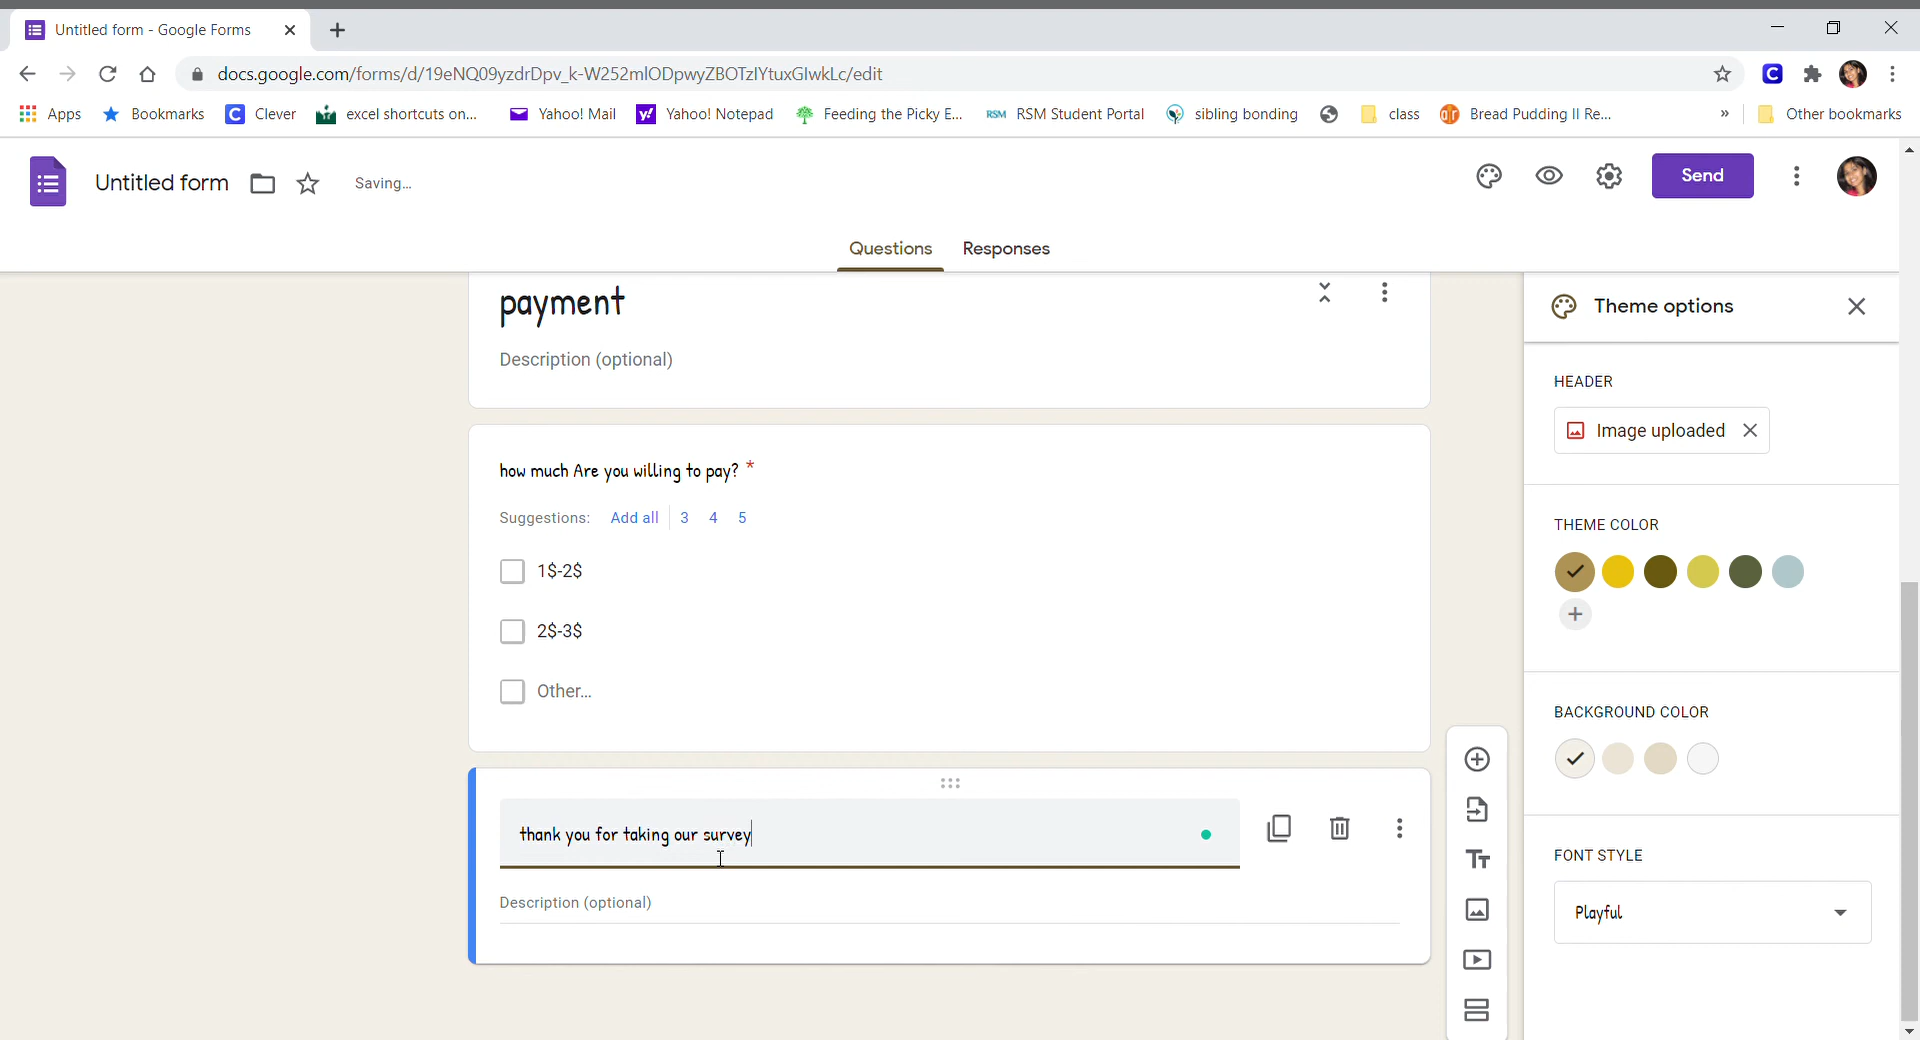 Untitled form - Google Forms
docs.google.com/forms/d/19eNQ09yzdrDpv_k-W252mlODpwyZBOTzlYtuxGlwkLc/edit
C
Apps Bookmarks C Clever excel shortcuts on... Yahoo! Mail y! Yahoo! Notepad Feeding the Picky E... RSM RSM Student Portal sibling bonding class ar Bread Pudding II Re... » Other bookmarks
Untitled form Saving... Send
Questions Responses
payment
Description (optional)
how much Are you willing to pay? *
Suggestions: Add all 3 4 5
1$-2$
2$-3$
Other...
thank you for taking our survey
Description (optional)
Tт
Theme options
HEADER
Image uploaded
THEME COLOR
BACKGROUND COLOR
FONT STYLE
Playful